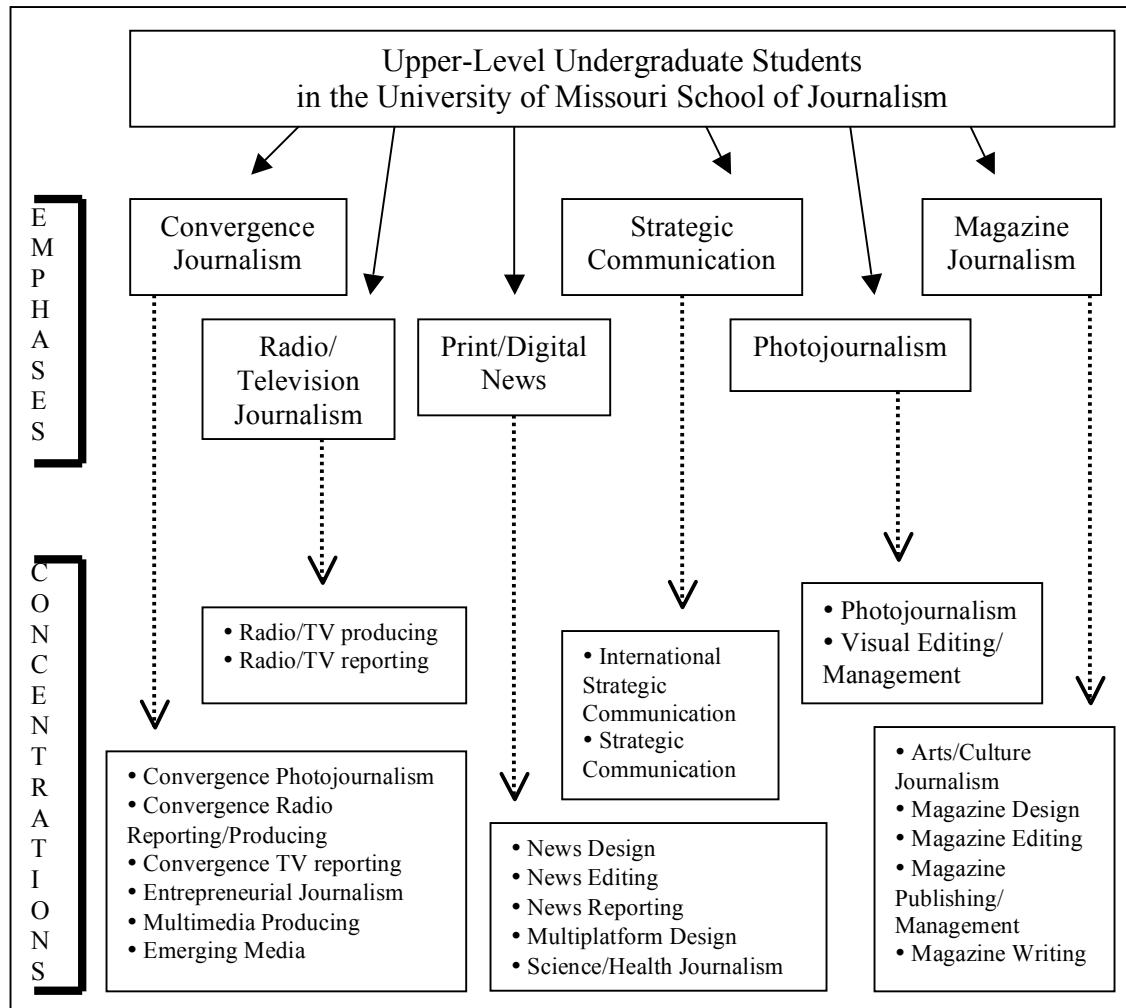 Upper-Level Undergraduate Students
in the University of Missouri School of Journalism
E
M
P
H
A
S
E
S
Convergence
Journalism
Strategic
Communication
Magazine
Journalism
Radio/
Television
Journalism
Print/Digital
News
Photojournalism
C
O
N
C
E
N
T
R
A
T
I
O
N
S
• Radio/TV producing
• Radio/TV reporting
• International
Strategic
Communication
• Strategic
Communication
• Photojournalism
• Visual Editing/
Management
• Convergence Photojournalism
• Convergence Radio
Reporting/Producing
• Convergence TV reporting
• Entrepreneurial Journalism
• Multimedia Producing
• Emerging Media
• News Design
• News Editing
• News Reporting
• Multiplatform Design
• Science/Health Journalism
• Arts/Culture
Journalism
• Magazine Design
• Magazine Editing
• Magazine
Publishing/
Management
• Magazine Writing